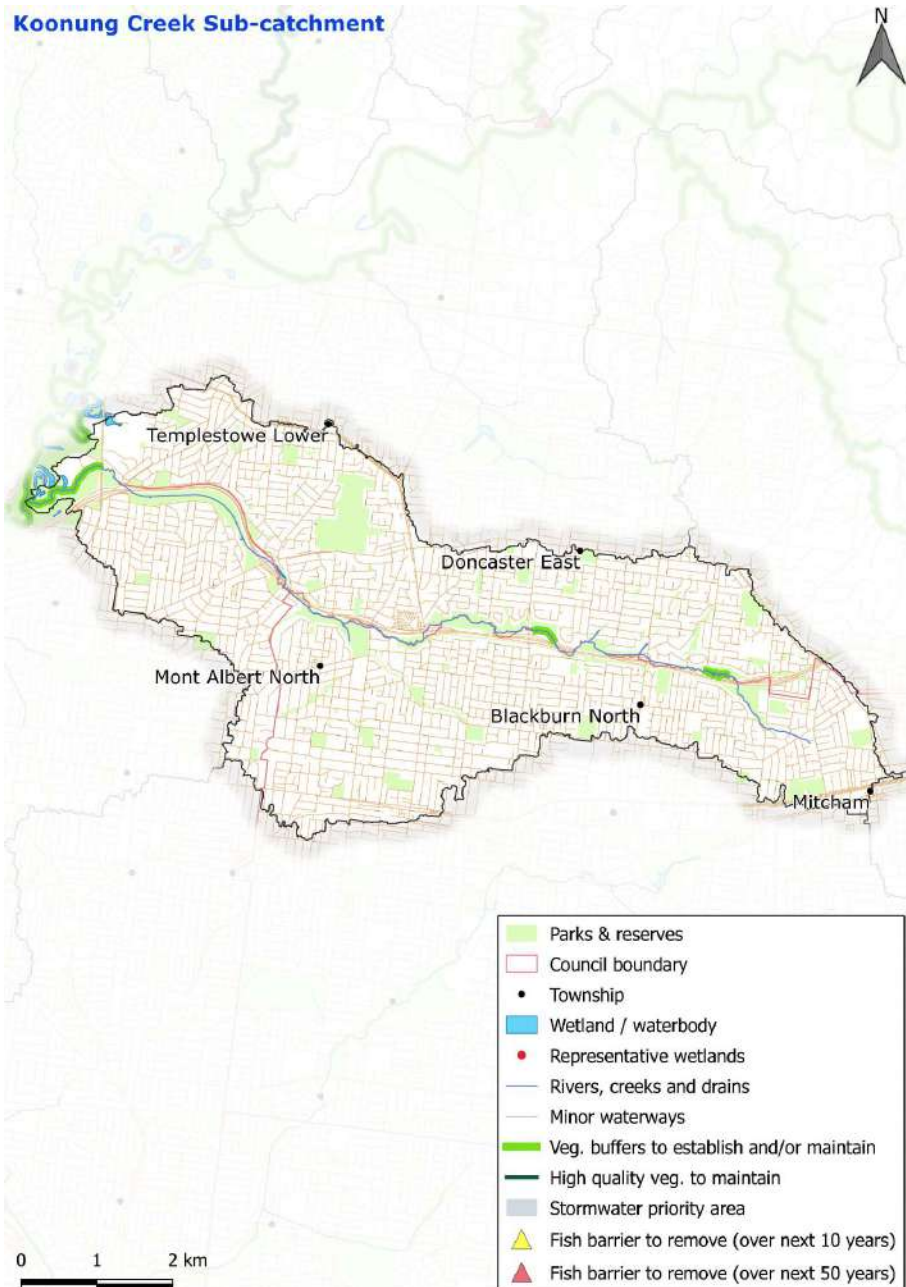 Koonung Creek Sub-catchment
N
Templestowe Lower
Doncaster East
Mont Albert North
Blackburn North
Mitcham
Parks & reserves
Council boundary
Township
Wetland / waterbody
Representative wetlands
Rivers, creeks and drains
Minor waterways
Veg. buffers to establish and/or maintain
High quality veg. to maintain
Stormwater priority area
Fish barrier to remove (over next 10 years)
Fish barrier to remove (over next 50 years)
0 1 2 km